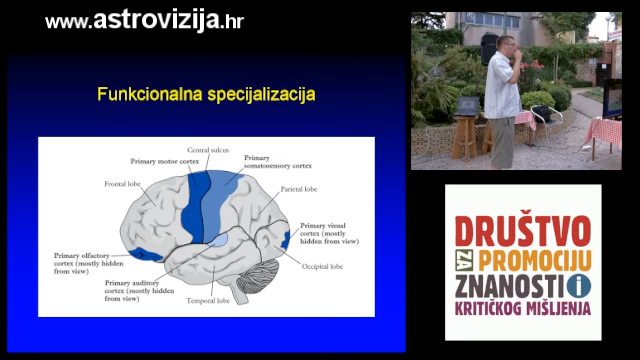 www.astrovizija.hr
Funkcionalna specijalizacija
Central sulcus
Primary motor cortex
Primary
somatosensory cortex
Frontal lobe
Parietal lobe
Primary visual
cortex (mostly
hidden from view)
Primary olfactory
cortex (mostly hidden
from view)
Occipital lobe
Primary auditory
cortex (mostly hidden
from view)
Temporal lobe
DRUŠTVO
ZA PROMOCIJU
ZNANOSTI i
KRITIČKOG MIŠLJENJA